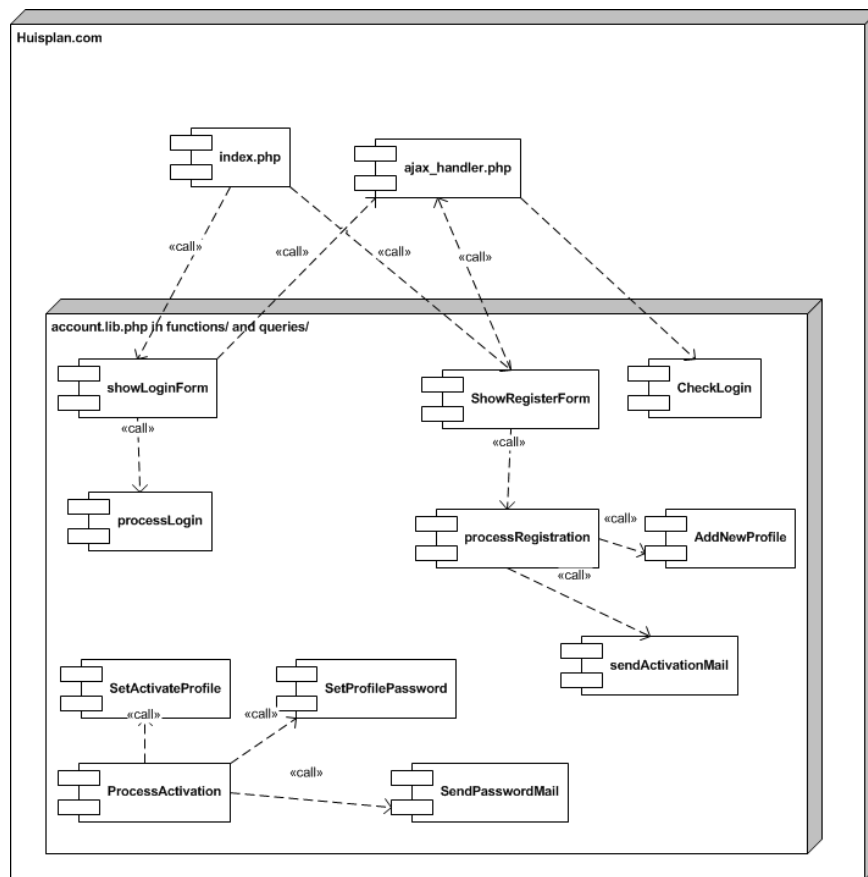 Huisplan.com
index.php
ajax_handler.php
«call»
«call»
«call»
«call»
account.lib.php in functions/ and queries/
showLoginForm
ShowRegisterForm
CheckLogin
«call»
«call»
processLogin
processRegistration
«call»
AddNewProfile
«call»
sendActivationMail
SetActivateProfile
SetProfilePassword
«call»
«call»
ProcessActivation
«call»
SendPasswordMail